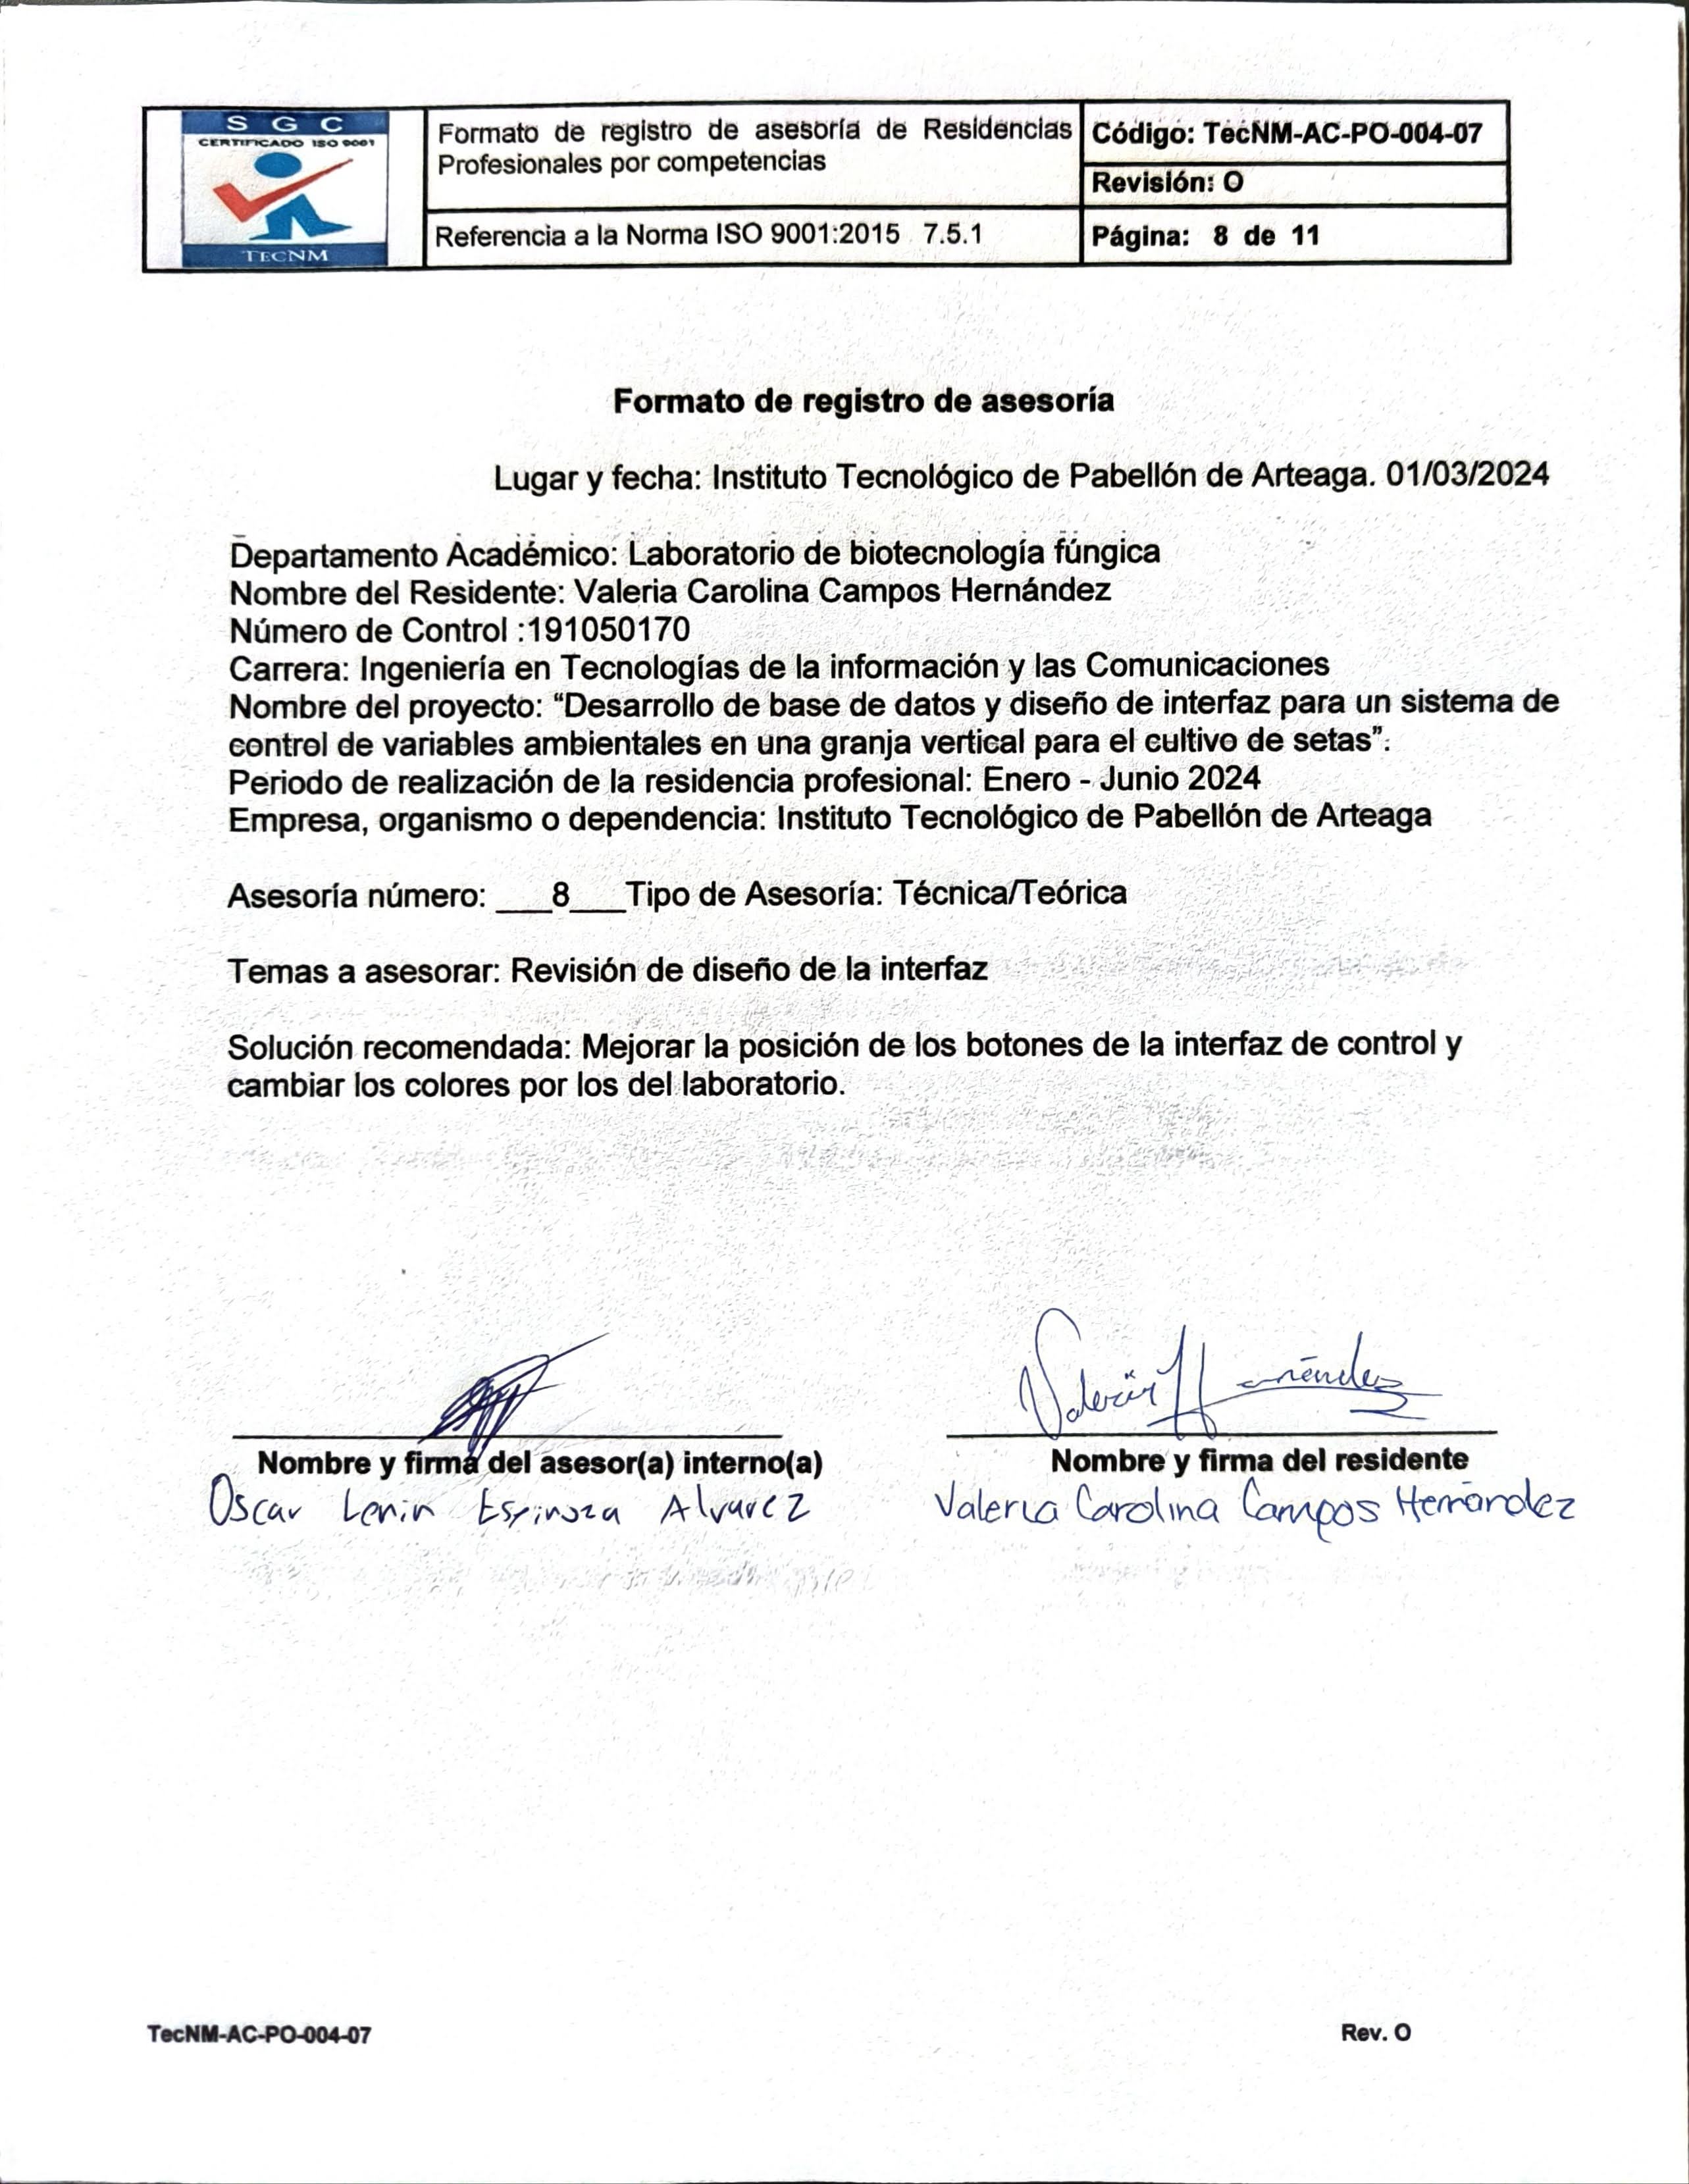 S G C
CERTIFICADO ISO 9001
TECNM
Formato de registro de asesoría de Residencias
Profesionales por competencias
Referencia a la Norma ISO 9001:2015 7.5.1
Código: TecNM-AC-PO-004-07
Revisión: O
Página: 8 de 11
Formato de registro de asesoría
Lugar y fecha: Instituto Tecnológico de Pabellón de Arteaga. 01/03/2024
Departamento Académico: Laboratorio de biotecnología fúngica
Nombre del Residente: Valeria Carolina Campos Hernández
Número de Control :191050170
Carrera: Ingeniería en Tecnologías de la información y las Comunicaciones
Nombre del proyecto: “Desarrollo de base de datos y diseño de interfaz para un sistema de
control de variables ambientales en una granja vertical para el cultivo de setas”.
Periodo de realización de la residencia profesional: Enero - Junio 2024
Empresa, organismo o dependencia: Instituto Tecnológico de Pabellón de Arteaga
Asesoría número: ___8___Tipo de Asesoría: Técnica/Teórica
Temas a asesorar: Revisión de diseño de la interfaz
Solución recomendada: Mejorar la posición de los botones de la interfaz de control y
cambiar los colores por los del laboratorio.
Valeria Hernández
Nombre y firma del asesor(a) interno(a)
Oscar Lenin Espinoza Alvarez
Nombre y firma del residente
Valeria Carolina Campos Hernández
TecNM-AC-PO-004-07
Rev. O